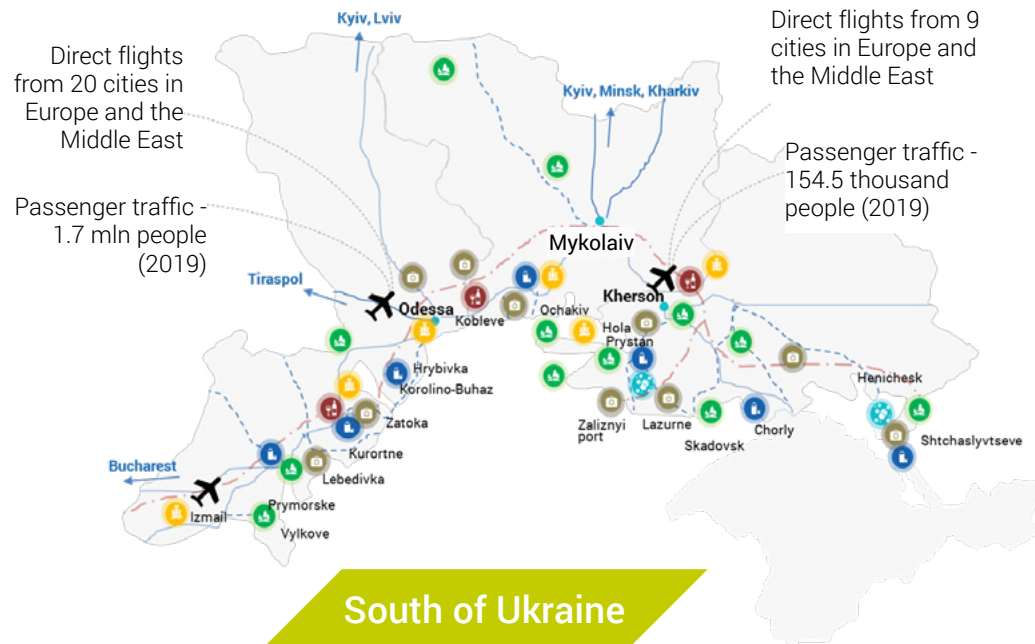 Kyiv, Lviv
Direct flights
from 20 cities in
Europe and the
Middle East
Passenger traffic -
1.7 mln people
(2019)
Direct flights from 9
cities in Europe and
the Middle East
Kyiv, Minsk, Kharkiv
Passenger traffic -
154.5 thousand
people (2019)
Mykolaiv
Tiraspol
Odessa
Kobleve
Ochakiv
Kherson
Hola
Prystan
Hrybivka
Korolino-Buhaz
Zatoka
Kurortne
Lebedivka
Bucharest
Izmail
Prymorske
Vylkove
Zaliznyi
port
Lazurne
Skadovsk
Chorly
Henichesk
Shtchaslyvtseve
South of Ukraine